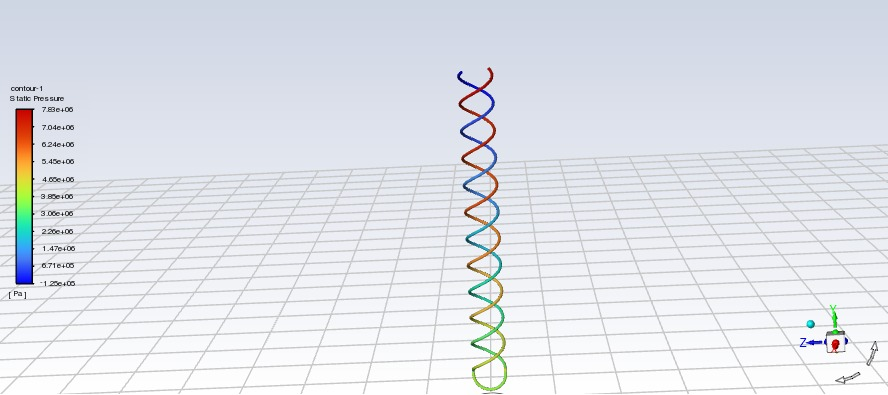 contour-1
Static Pressure
7.83e+06
7.04e+06
6.24e+06
5.45e+06
4.65e+06
3.85e+06
3.06e+06
2.26e+06
1.47e+06
6.71e+05
-1.25e+05
[ Pa ]
Y
Z